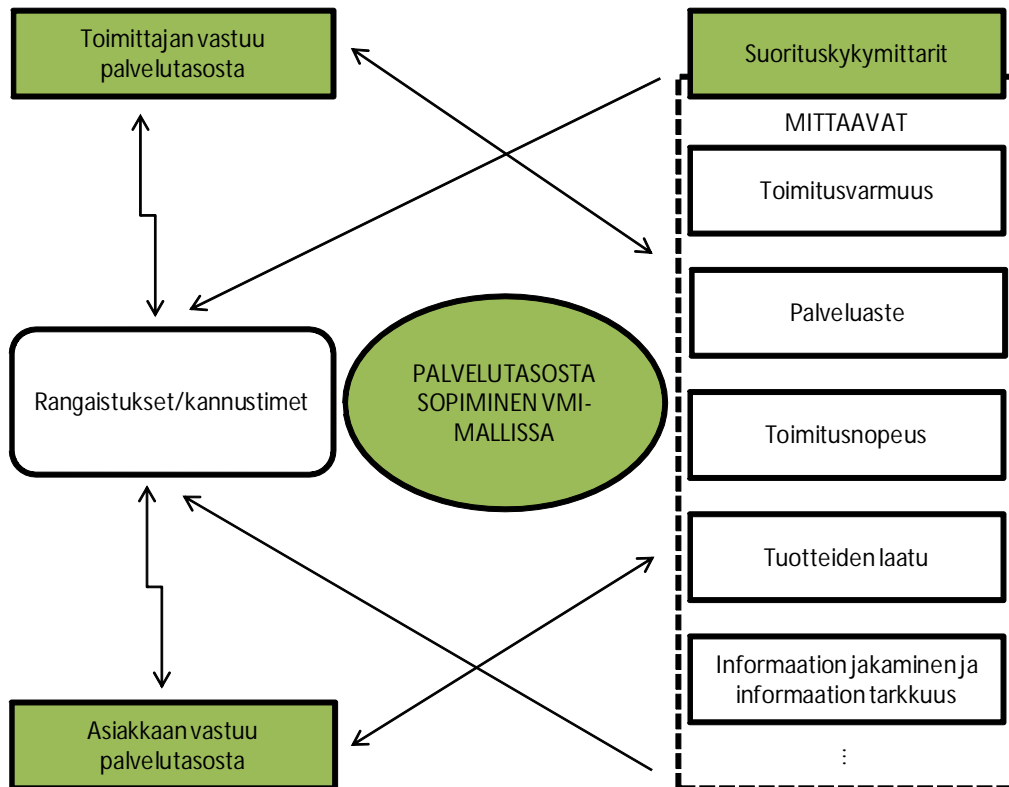 Toimittajan vastuu
palvelutasosta
Suorituskykymittarit
MITTAAVAT
Toimitusvarmuus
Palveluaste
Rangaistukset/kannustimet
PALVELUTASOSTA
SOPIMINEN VMI-
MALLISSA
Toimitusnopeus
Tuotteiden laatu
Informaation jakaminen ja
informaation tarkkuus
Asiakkaan vastuu
palvelutasosta
⋮